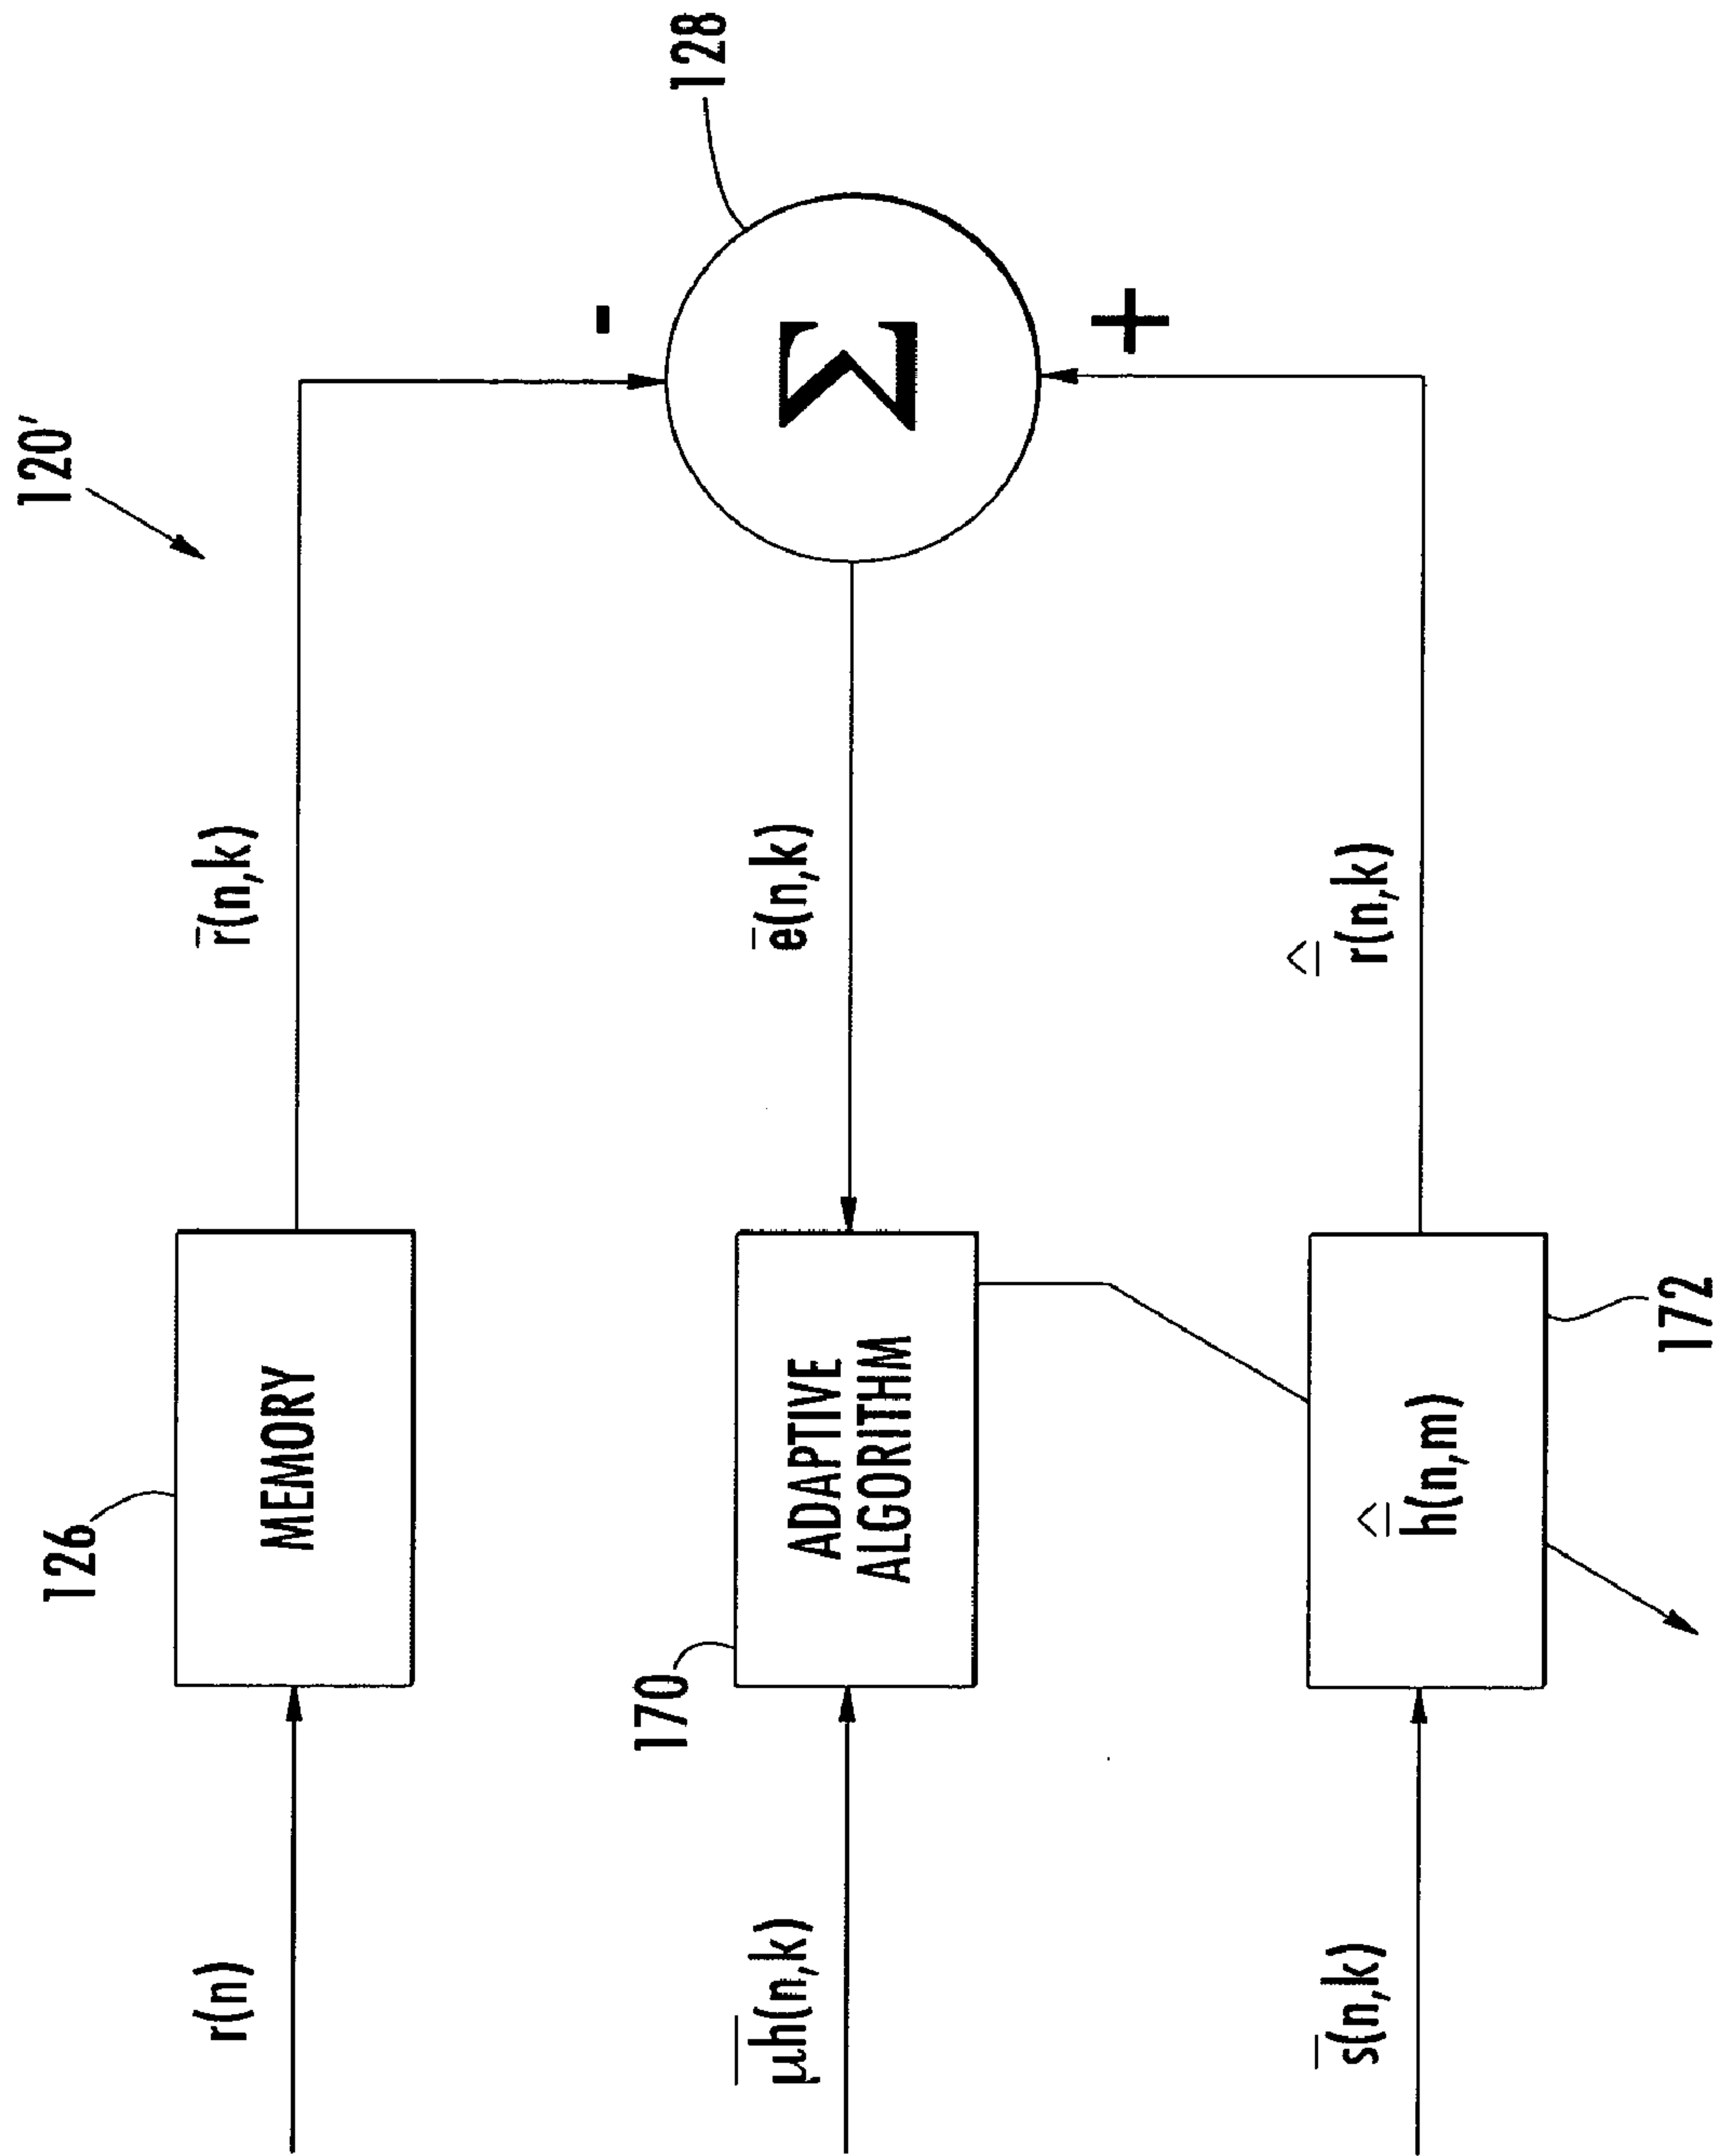 120′
126
MEMORY
r(n)
r̄(n,k)
128
-
Σ
+
170
ADAPTIVE
ALGORITHM
μ̅h̅(n,k)
ē(n,k)
172
ĥ̲(n,m)
s̄(n,k)
r̲̂(n,k)